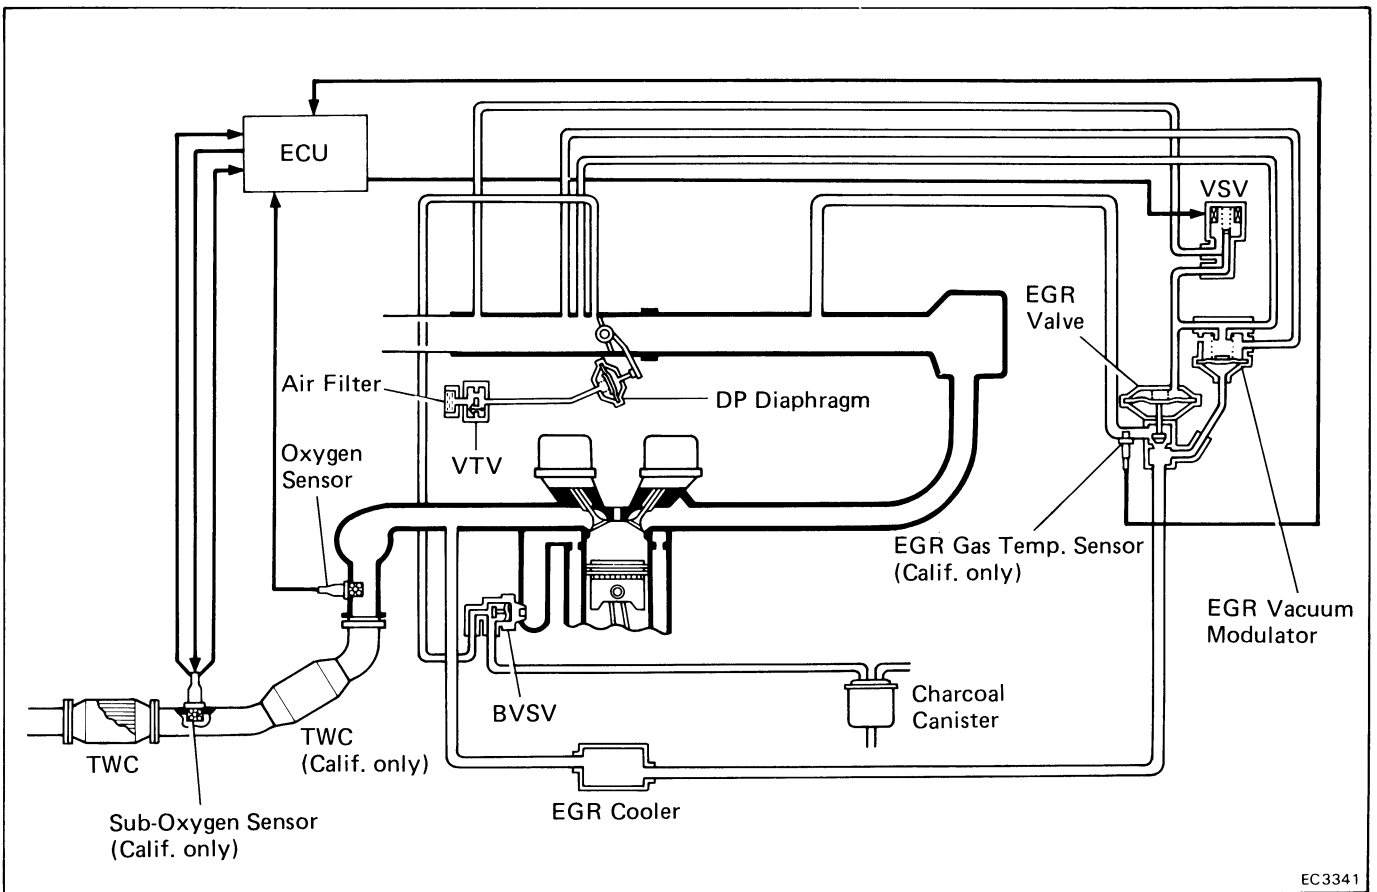 ECU
VSV
EGR
Valve
Air Filter
DP Diaphragm
VTV
Oxygen
Sensor
EGR Gas Temp. Sensor
(Calif. only)
EGR Vacuum
Modulator
BVSV
Charcoal
Canister
TWC
TWC
(Calif. only)
EGR Cooler
Sub-Oxygen Sensor
(Calif. only)
EC3341